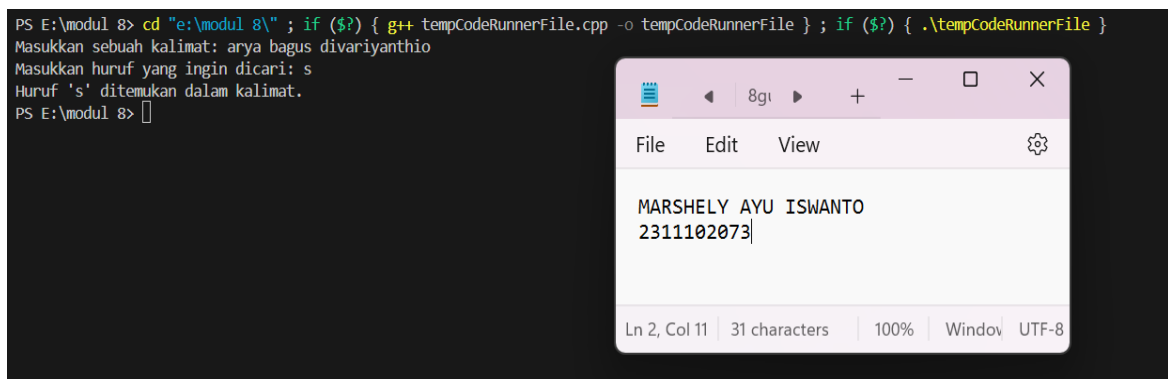 PS E:\modul 8> cd "e:\modul 8\" ; if ($?) { g++ tempCodeRunnerFile.cpp -o tempCodeRunnerFile } ; if ($?) { .\tempCodeRunnerFile }
Masukkan sebuah kalimat: arya bagus divariyanthio
Masukkan huruf yang ingin dicari: s
Huruf 's' ditemukan dalam kalimat.
PS E:\modul 8>
8gu
File Edit View
MARSHELY AYU ISWANTO
2311102073
Ln 2, Col 11 31 characters 100% Window UTF-8